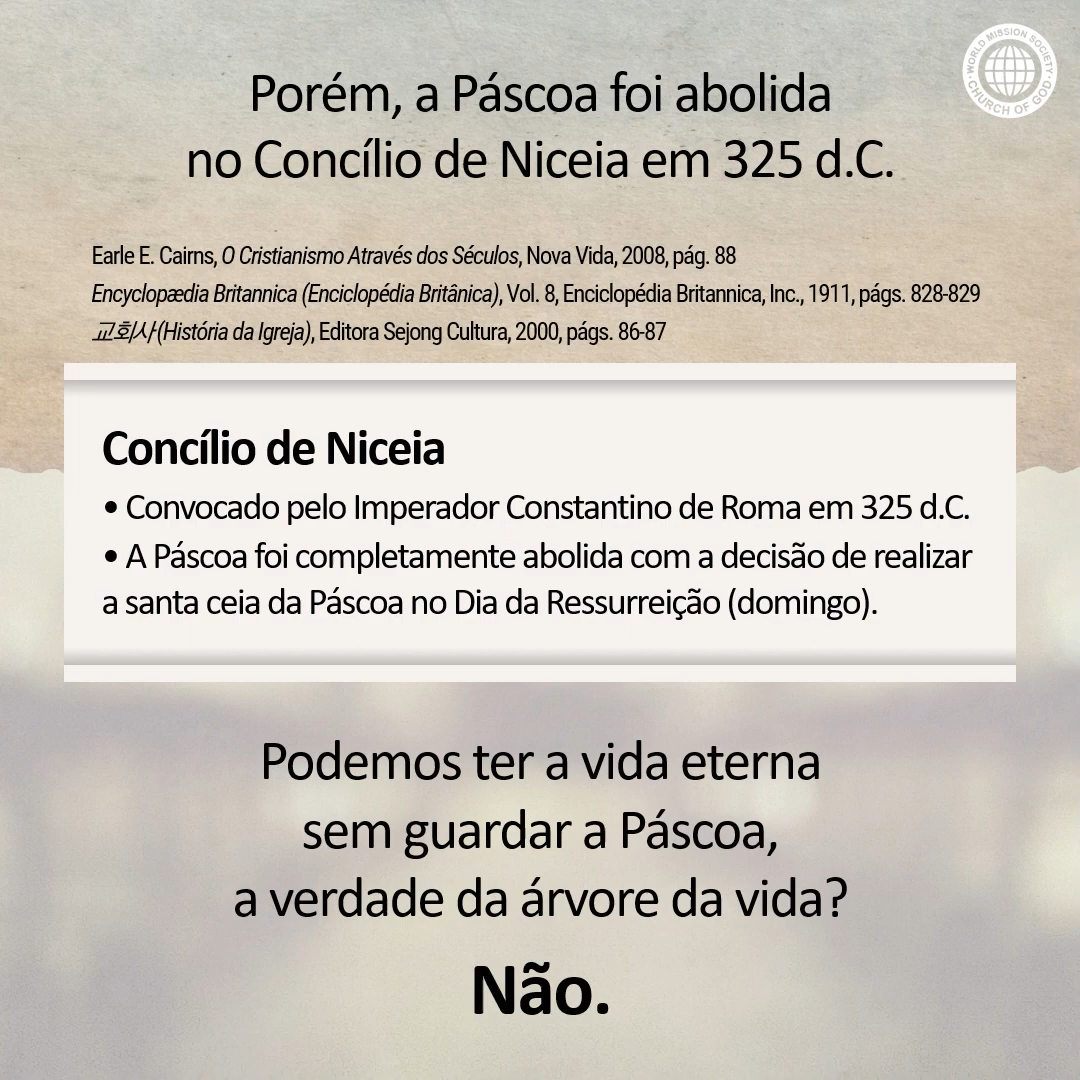 WORLD MISSION SOCIETY
CHURCH OF GOD
Porém, a Páscoa foi abolida
no Concílio de Niceia em 325 d.C.
Earle E. Cairns, O Cristianismo Através dos Séculos, Nova Vida, 2008, pág. 88
Encyclopædia Britannica (Enciclopédia Britânica), Vol. 8, Enciclopédia Britannica, Inc., 1911, págs. 828-829
교회사 (História da Igreja), Editora Sejong Cultura, 2000, págs. 86-87
Concílio de Niceia
• Convocado pelo Imperador Constantino de Roma em 325 d.C.
• A Páscoa foi completamente abolida com a decisão de realizar
a santa ceia da Páscoa no Dia da Ressurreição (domingo).
Podemos ter a vida eterna
sem guardar a Páscoa,
a verdade da árvore da vida?
Não.